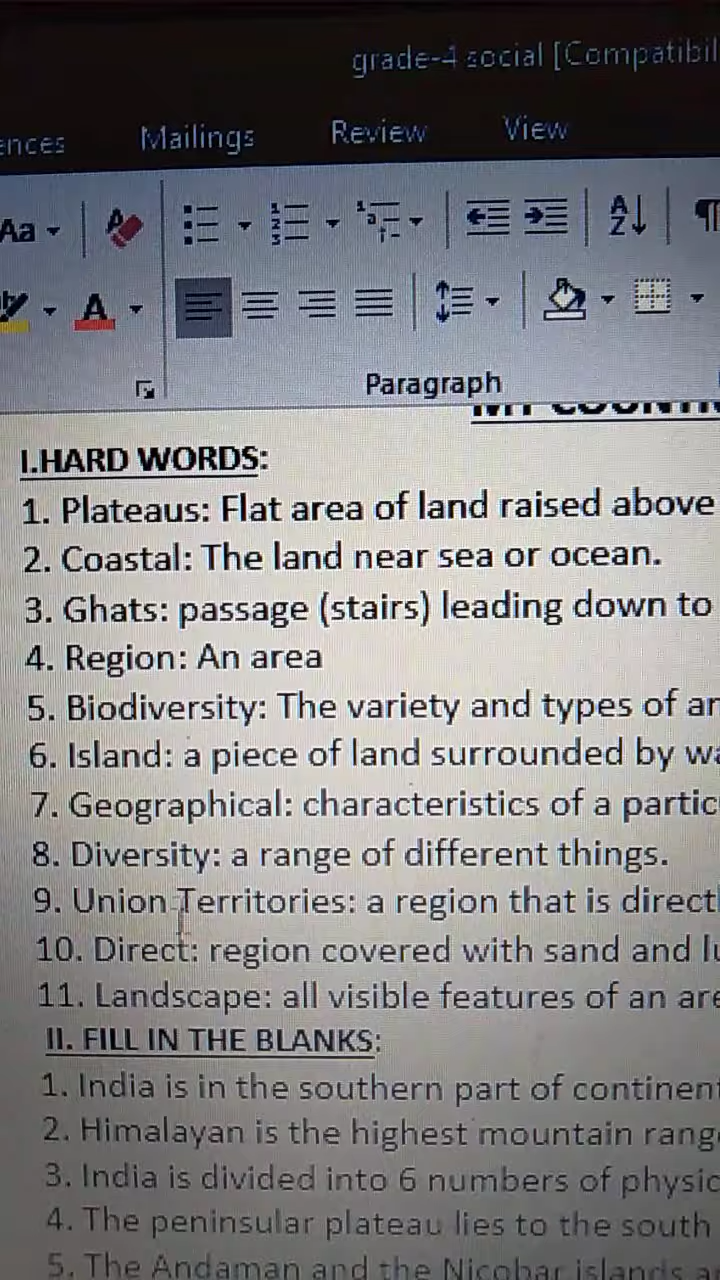 grade-4 social [Compatibil
ences Mailings Review View
Aa
A
Paragraph
I.HARD WORDS:
1. Plateaus: Flat area of land raised above
2. Coastal: The land near sea or ocean.
3. Ghats: passage (stairs) leading down to
4. Region: An area
5. Biodiversity: The variety and types of an
6. Island: a piece of land surrounded by wa
7. Geographical: characteristics of a partic
8. Diversity: a range of different things.
9. Union Territories: a region that is directl
10. Direct: region covered with sand and lu
11. Landscape: all visible features of an are
II. FILL IN THE BLANKS:
1. India is in the southern part of continent
2. Himalayan is the highest mountain range
3. India is divided into 6 numbers of physic
4. The peninsular plateau lies to the south
5. The Andaman and the Nicobar islands a